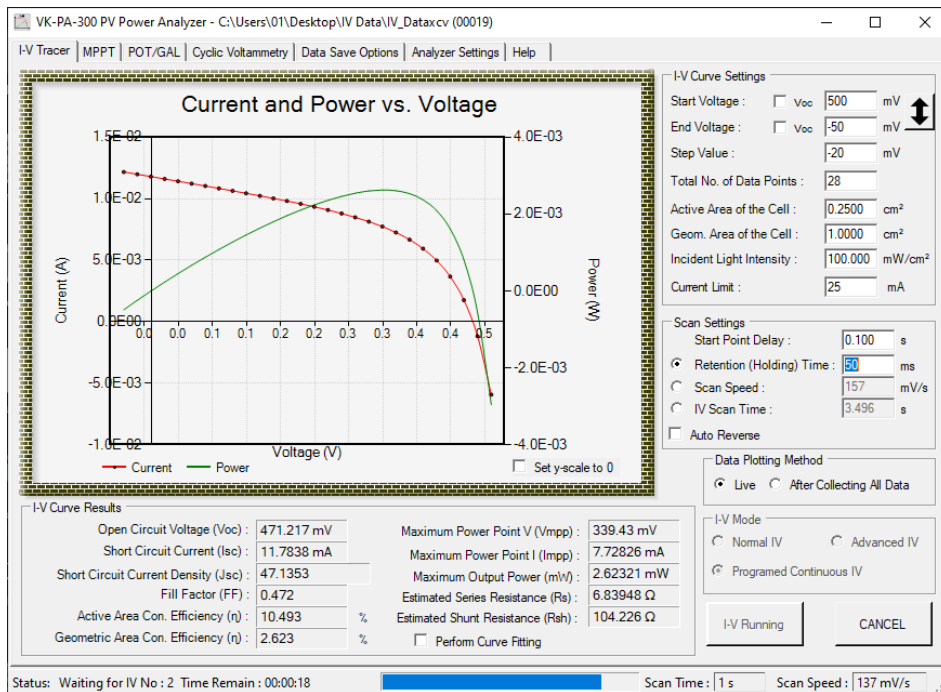 VK-PA-300 PV Power Analyzer - C:\Users\01\Desktop\IV Data\IV_Dataxcv (00019)
I-V Tracer MPPT POT/GAL Cyclic Voltammetry Data Save Options Analyzer Settings Help
Current and Power vs. Voltage
1.5E-02
1.0E-02
5.0E-03
0.0E+00
-5.0E-03
-1.0E-02
Current (A)
4.0E-03
2.0E-03
0.0E+00
-2.0E-03
-4.0E-03
Power (W)
0.0 0.0 0.1 0.1 0.2 0.2 0.3 0.3 0.4 0.4 0.5
Voltage (V)
Current Power
Set y-scale to 0
I-V Curve Settings
Start Voltage : Voc 500 mV
End Voltage : Voc -50 mV
Step Value : -20 mV
Total No. of Data Points : 28
Active Area of the Cell : 0.2500 cm²
Geom. Area of the Cell : 1.0000 cm²
Incident Light Intensity : 100.000 mW/cm²
Current Limit : 25 mA
Scan Settings
Start Point Delay : 0.100 s
Retention (Holding) Time : 50 ms
Scan Speed : 157 mV/s
IV Scan Time : 3.496 s
Auto Reverse
Data Plotting Method
Live After Collecting All Data
I-V Mode
Normal IV Advanced IV
Programed Continuous IV
I-V Running CANCEL
I-V Curve Results
Open Circuit Voltage (Voc) : 471.217 mV
Short Circuit Current (Isc) : 11.7838 mA
Short Circuit Current Density (Jsc) : 47.1353
Fill Factor (FF) : 0.472
Active Area Con. Efficiency (η) : 10.493 %
Geometric Area Con. Efficiency (η) : 2.623 %
Maximum Power Point V (Vmpp) : 339.43 mV
Maximum Power Point I (Impp) : 7.72826 mA
Maximum Output Power (mW) : 2.62321 mW
Estimated Series Resistance (Rs) : 6.83948 Ω
Estimated Shunt Resistance (Rsh) : 104.226 Ω
Perform Curve Fitting
Status: Waiting for IV No : 2 Time Remain : 00:00:18 Scan Time : 1 s Scan Speed : 137 mV/s